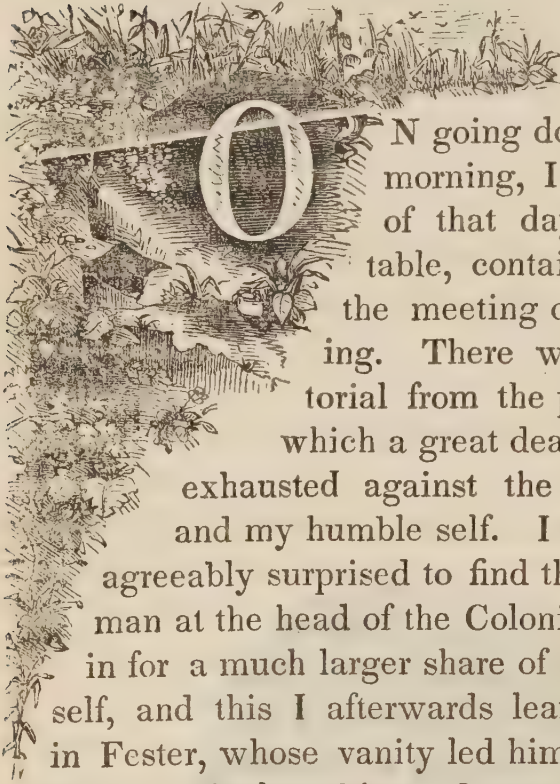 ON going do
morning, I
of that da
table, contai
the meeting o
ing. There w
torial from the
which a great dea
exhausted against the
and my humble self. I
agreeably surprised to find th
man at the head of the Coloni
in for a much larger share of
self, and this I afterwards lear
in Fester, whose vanity led him